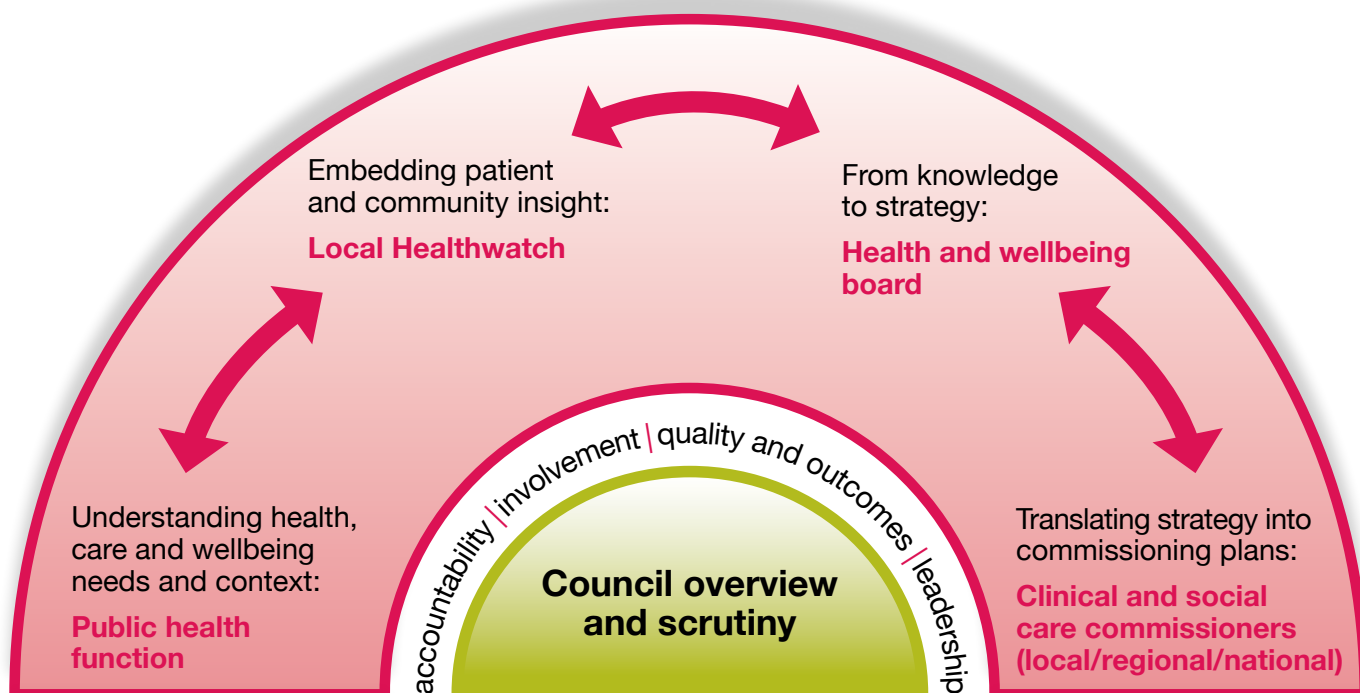 Embedding patient
and community insight:
Local Healthwatch
From knowledge
to strategy:
Health and wellbeing
board
Understanding health,
care and wellbeing
needs and context:
Public health
function
accountability | involvement | quality and outcomes | leadership
Council overview
and scrutiny
Translating strategy into
commissioning plans:
Clinical and social
care commissioners
(local/regional/national)